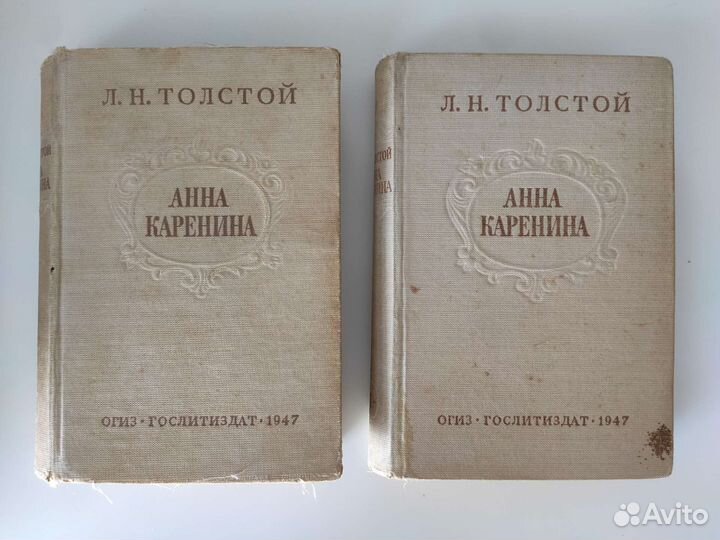 Л. Н. ТОЛСТОЙ
АННА
КАРЕНИНА
ОГИЗ · ГОСЛИТИЗДАТ · 1947
Л. Н. ТОЛСТОЙ
АННА
КАРЕНИНА
ОГИЗ · ГОСЛИТИЗДАТ · 1947
Avito